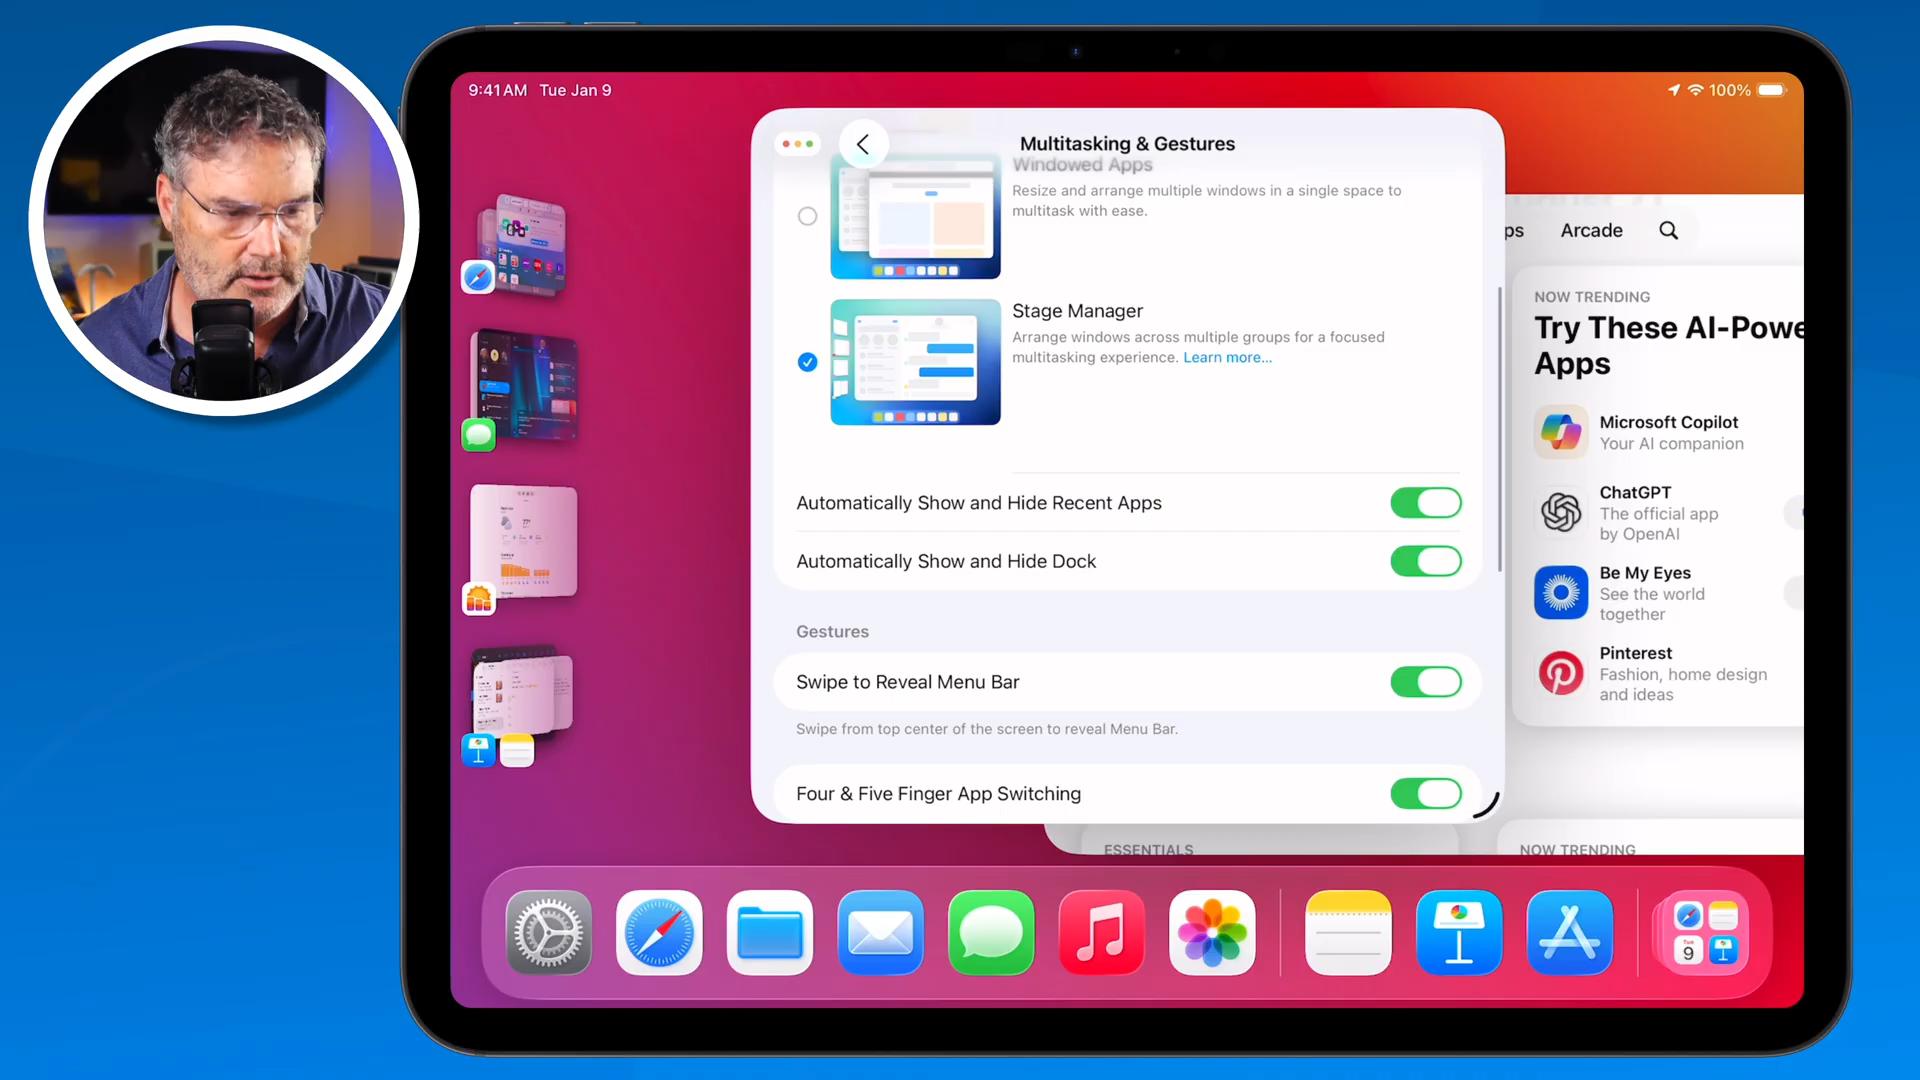 9:41 AM Tue Jan 9
100%
Multitasking & Gestures
Windowed Apps
Resize and arrange multiple windows in a single space to
multitask with ease.
Stage Manager
Arrange windows across multiple groups for a focused
multitasking experience. Learn more...
Automatically Show and Hide Recent Apps
Automatically Show and Hide Dock
Gestures
Swipe to Reveal Menu Bar
Swipe from top center of the screen to reveal Menu Bar.
Four & Five Finger App Switching
ps Arcade
NOW TRENDING
Try These AI-Powe
Apps
Microsoft Copilot
Your AI companion
ChatGPT
The official app
by OpenAI
Be My Eyes
See the world
together
Pinterest
Fashion, home design
and ideas
ESSENTIALS
NOW TRENDING
Tue
9